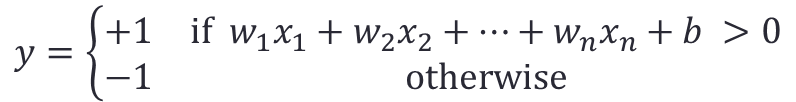 y = { +1 if w₁x₁ + w₂x₂ + ⋯ + wₙxₙ + b > 0
−1 otherwise